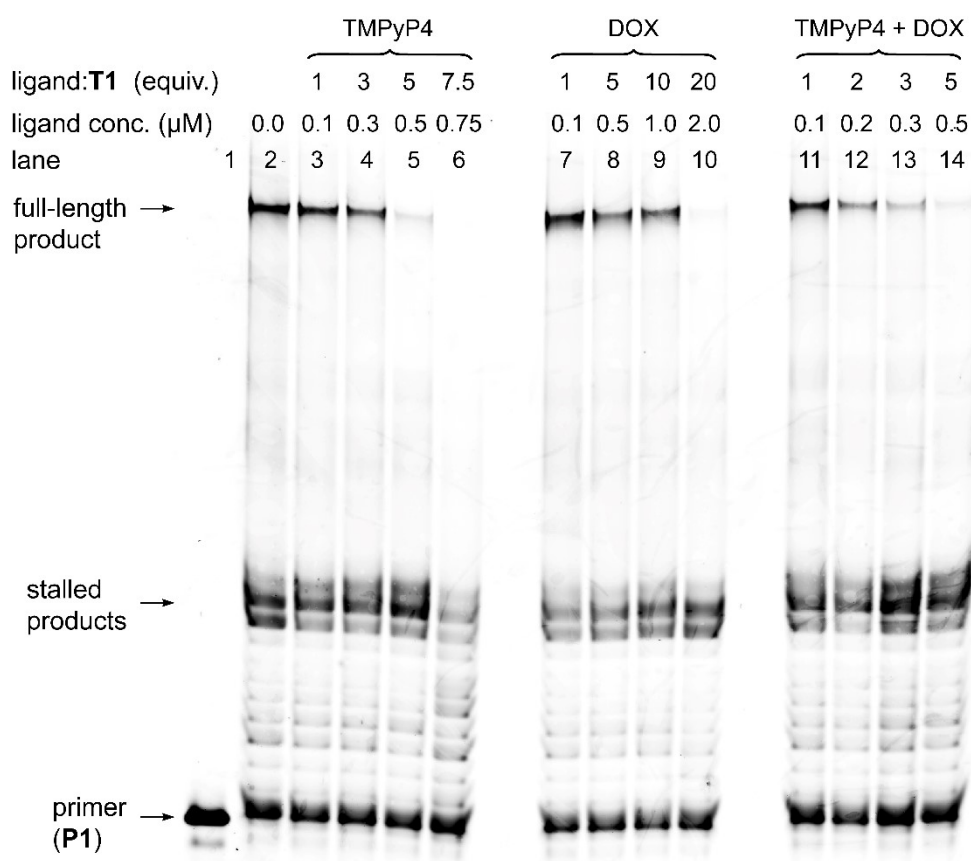 TMPyP4 DOX TMPyP4 + DOX
ligand:T1 (equiv.) 1 3 5 7.5 1 5 10 20 1 2 3 5
ligand conc. (µM) 0.0 0.1 0.3 0.5 0.75 0.1 0.5 1.0 2.0 0.1 0.2 0.3 0.5
lane 1 2 3 4 5 6 7 8 9 10 11 12 13 14
full-length
product
stalled
products
primer
(P1)